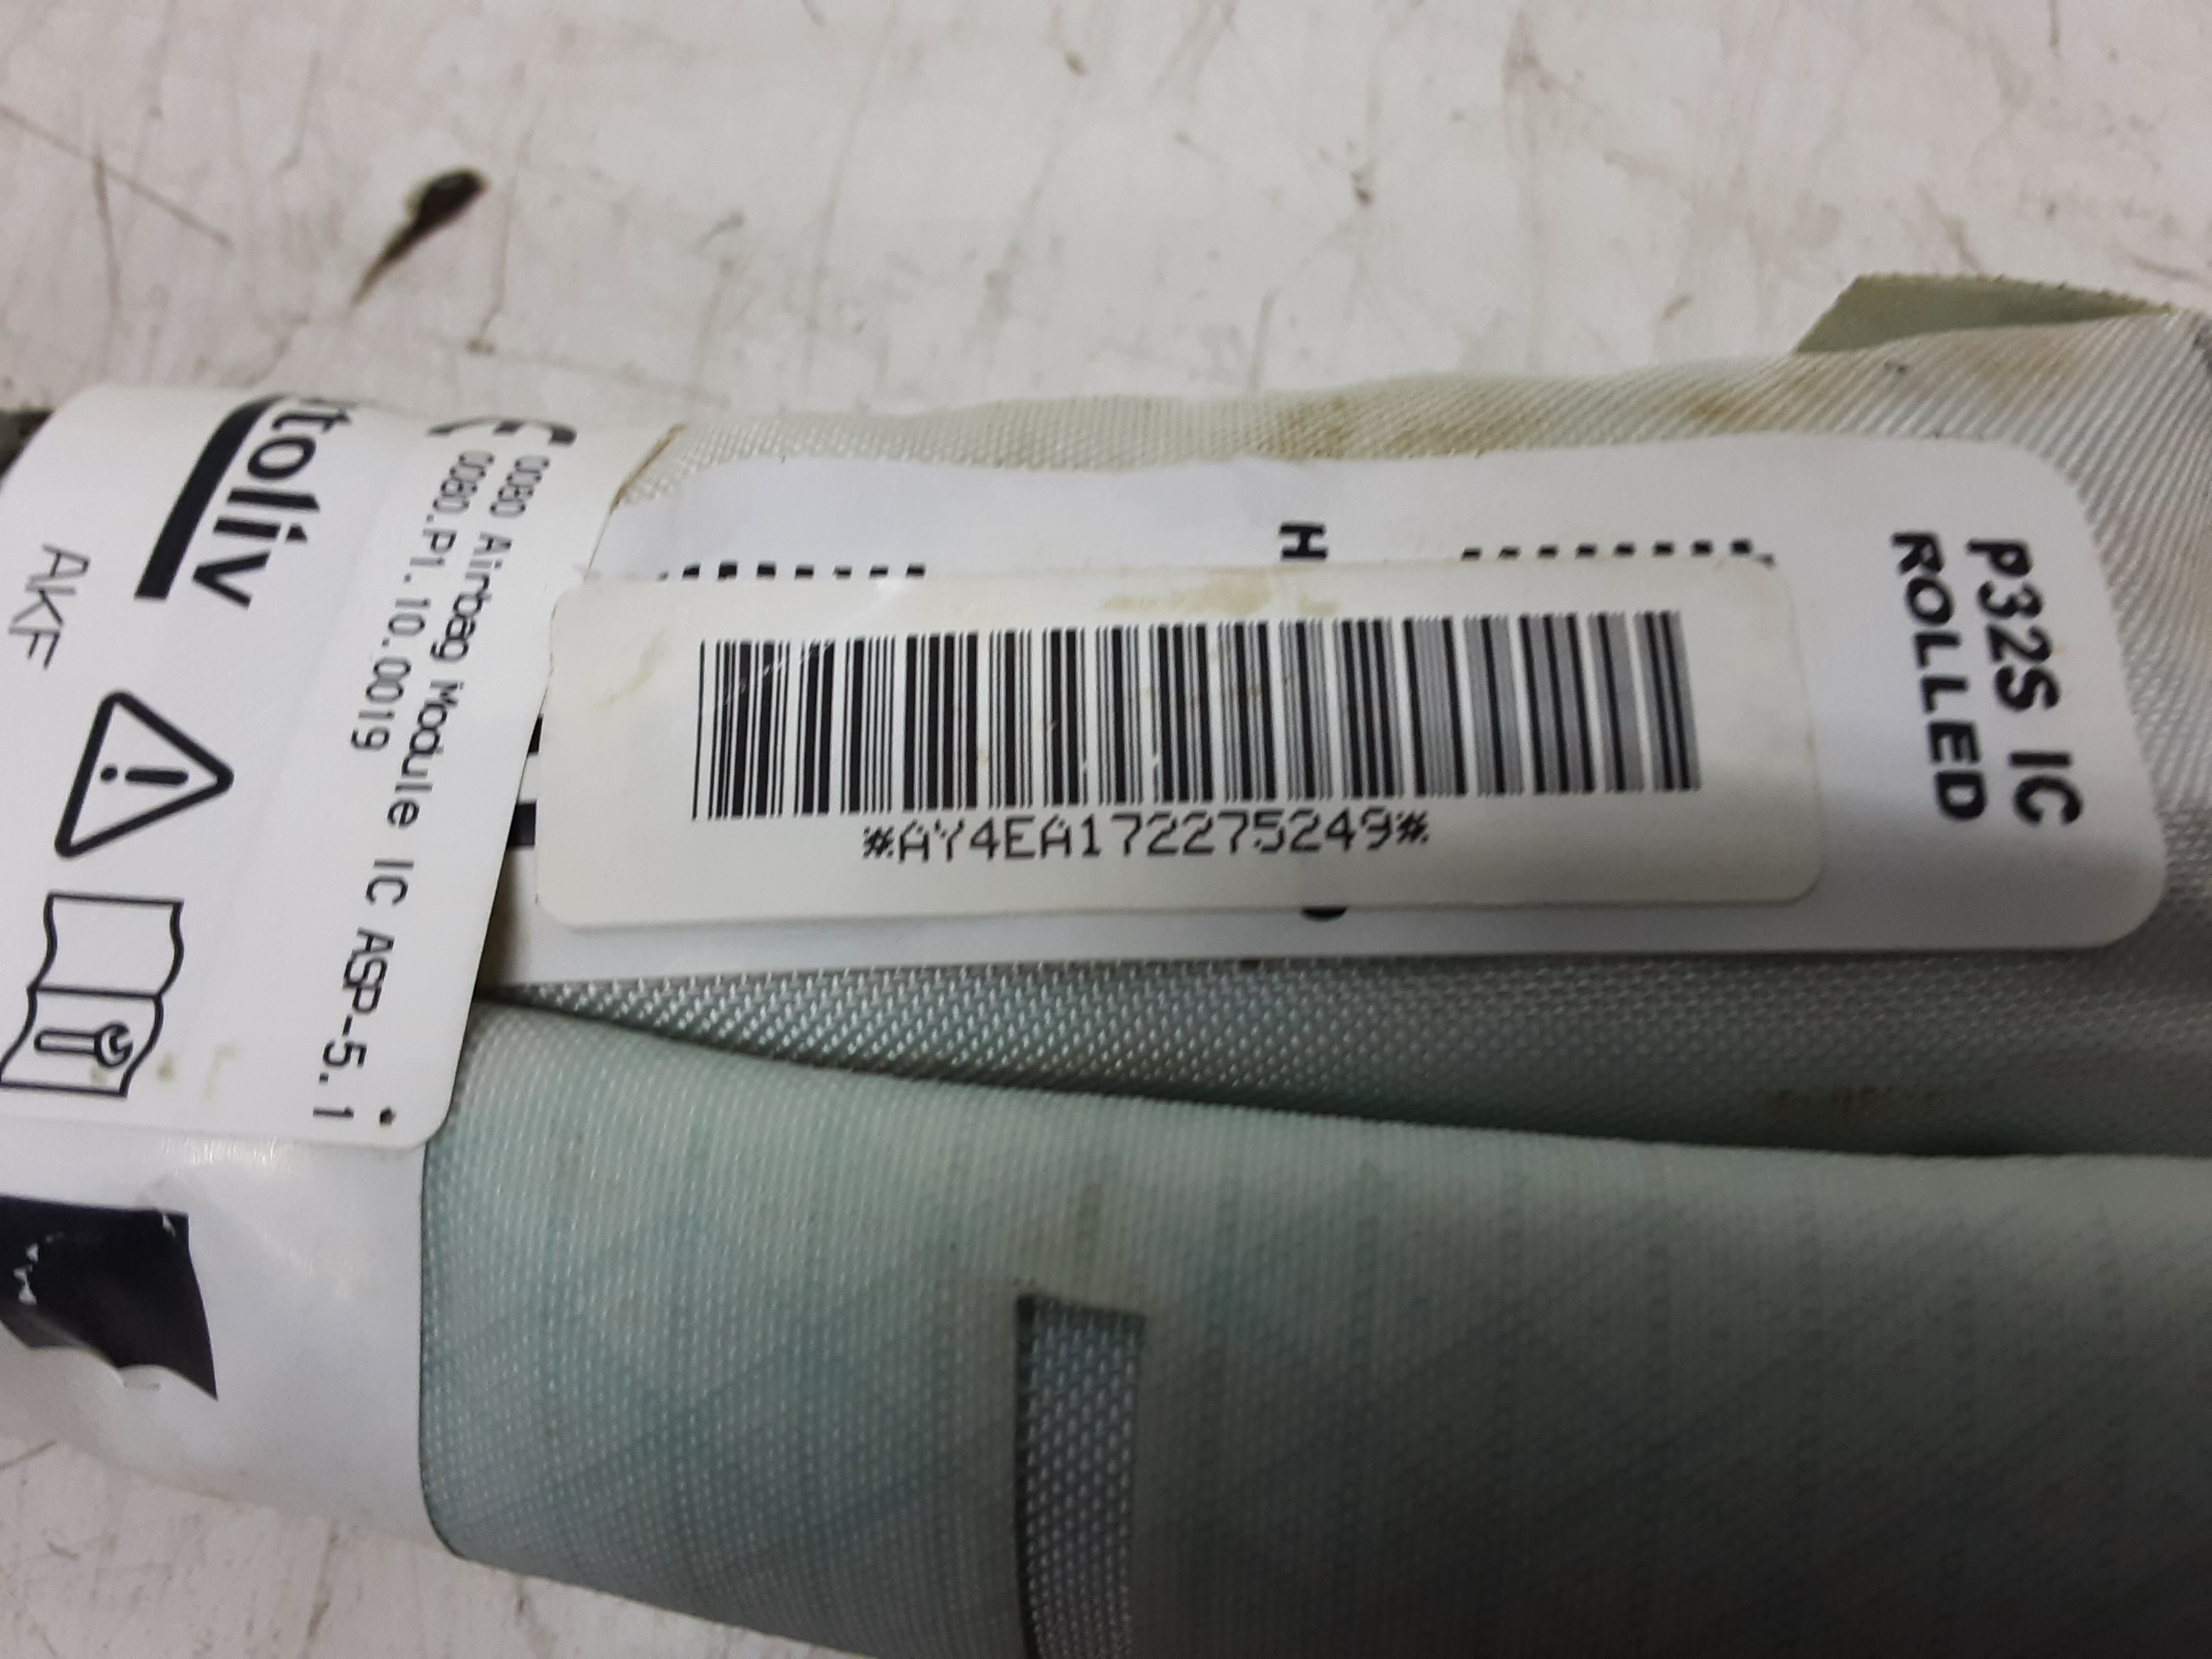 toliv
AKF
0080 Airbag Module IC ASP-5.1 *
0080.P1.10.0019
H
P32S IC
ROLLED
*AY4EA172275249*